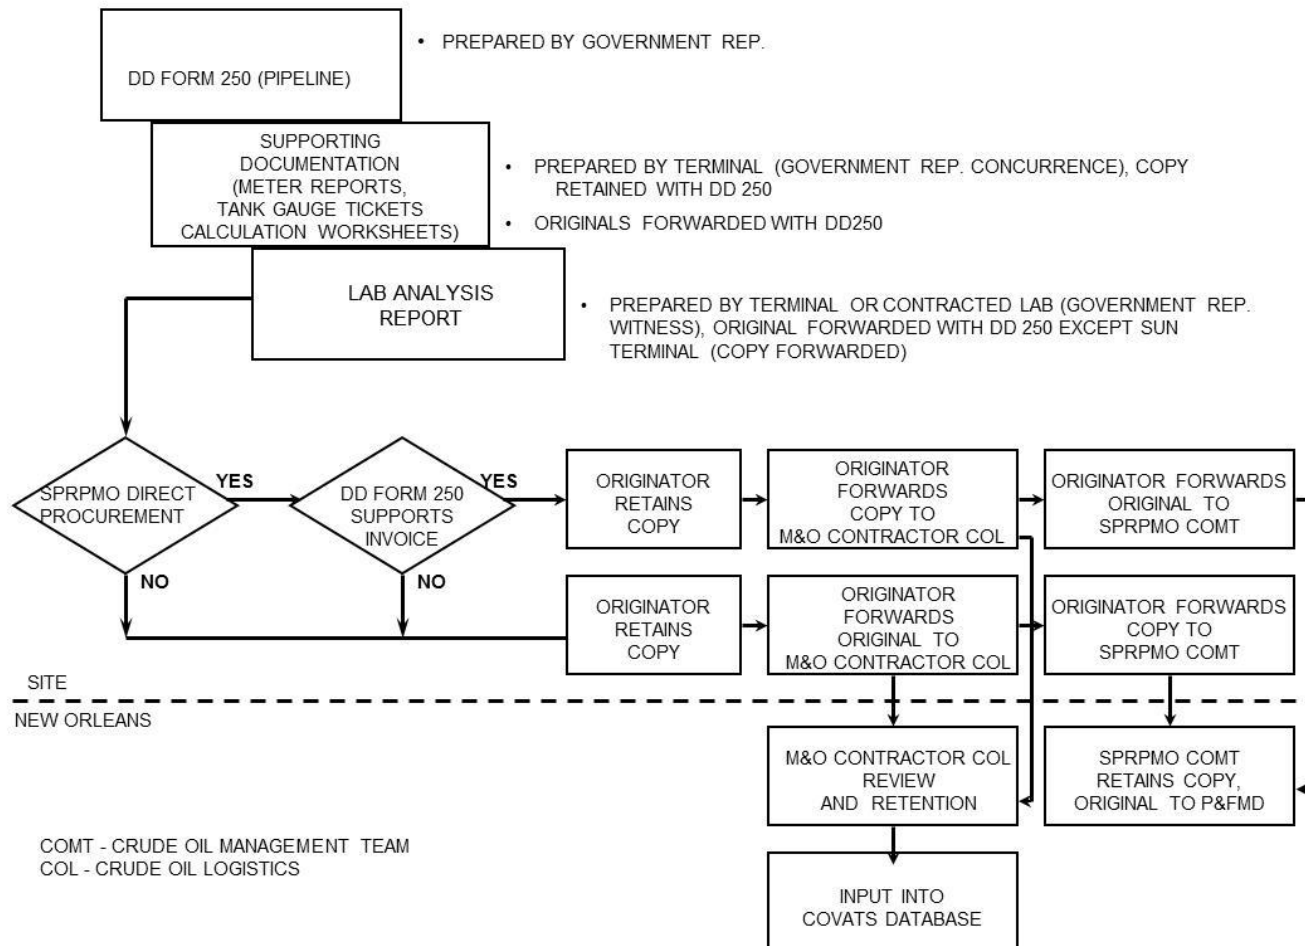 DD FORM 250 (PIPELINE)
• PREPARED BY GOVERNMENT REP.
SUPPORTING
DOCUMENTATION
(METER REPORTS,
TANK GAUGE TICKETS
CALCULATION WORKSHEETS)
• PREPARED BY TERMINAL (GOVERNMENT REP. CONCURRENCE), COPY
RETAINED WITH DD 250
• ORIGINALS FORWARDED WITH DD250
LAB ANALYSIS
REPORT
• PREPARED BY TERMINAL OR CONTRACTED LAB (GOVERNMENT REP.
WITNESS), ORIGINAL FORWARDED WITH DD 250 EXCEPT SUN
TERMINAL (COPY FORWARDED)
SPRPMO DIRECT
PROCUREMENT
YES
NO
DD FORM 250
SUPPORTS
INVOICE
YES
NO
ORIGINATOR
RETAINS
COPY
ORIGINATOR
FORWARDS
COPY TO
M&O CONTRACTOR COL
ORIGINATOR FORWARDS
ORIGINAL TO
SPRPMO COMT
ORIGINATOR
RETAINS
COPY
ORIGINATOR
FORWARDS
ORIGINAL TO
M&O CONTRACTOR COL
ORIGINATOR FORWARDS
COPY TO
SPRPMO COMT
SITE
NEW ORLEANS
M&O CONTRACTOR COL
REVIEW
AND RETENTION
SPRPMO COMT
RETAINS COPY,
ORIGINAL TO P&FMD
COMT - CRUDE OIL MANAGEMENT TEAM
COL - CRUDE OIL LOGISTICS
INPUT INTO
COVATS DATABASE